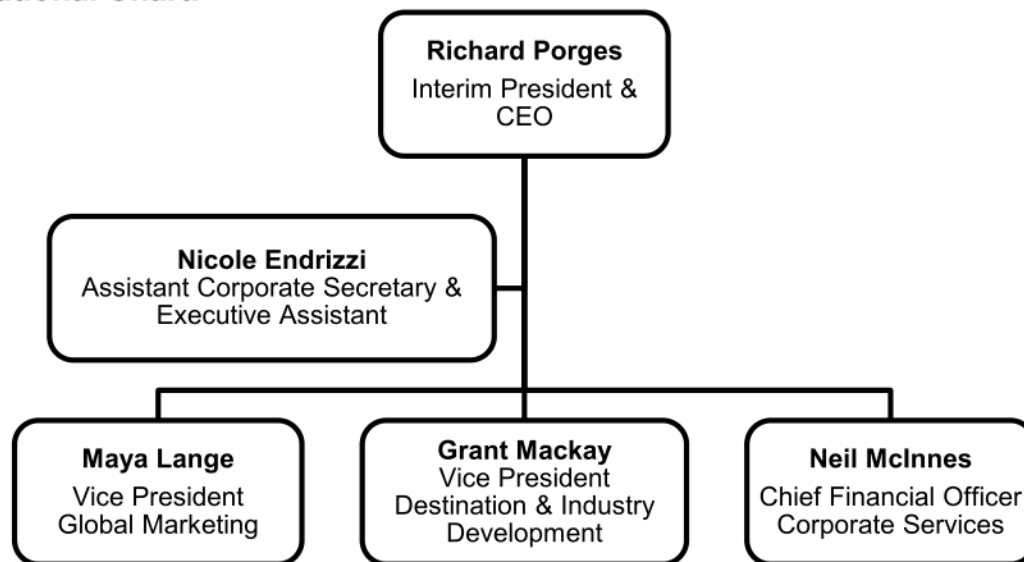 Richard Porges
Interim President &
CEO
Nicole Endrizzi
Assistant Corporate Secretary &
Executive Assistant
Maya Lange
Vice President
Global Marketing
Grant Mackay
Vice President
Destination & Industry
Development
Neil McInnes
Chief Financial Officer
Corporate Services